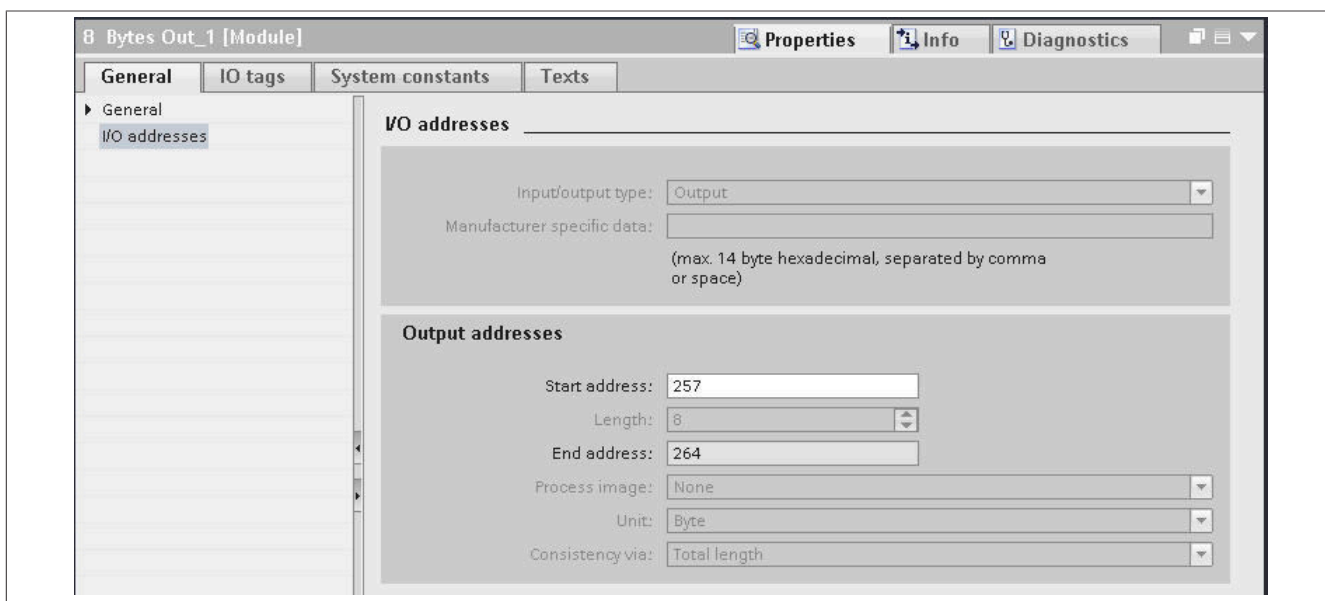 8 Bytes Out_1 [Module]
Properties
Info
Diagnostics
General
IO tags
System constants
Texts
General
I/O addresses
I/O addresses
Input/output type: Output
Manufacturer specific data:
(max. 14 byte hexadecimal, separated by comma
or space)
Output addresses
Start address: 257
Length: 8
End address: 264
Process image: None
Unit: Byte
Consistency via: Total length